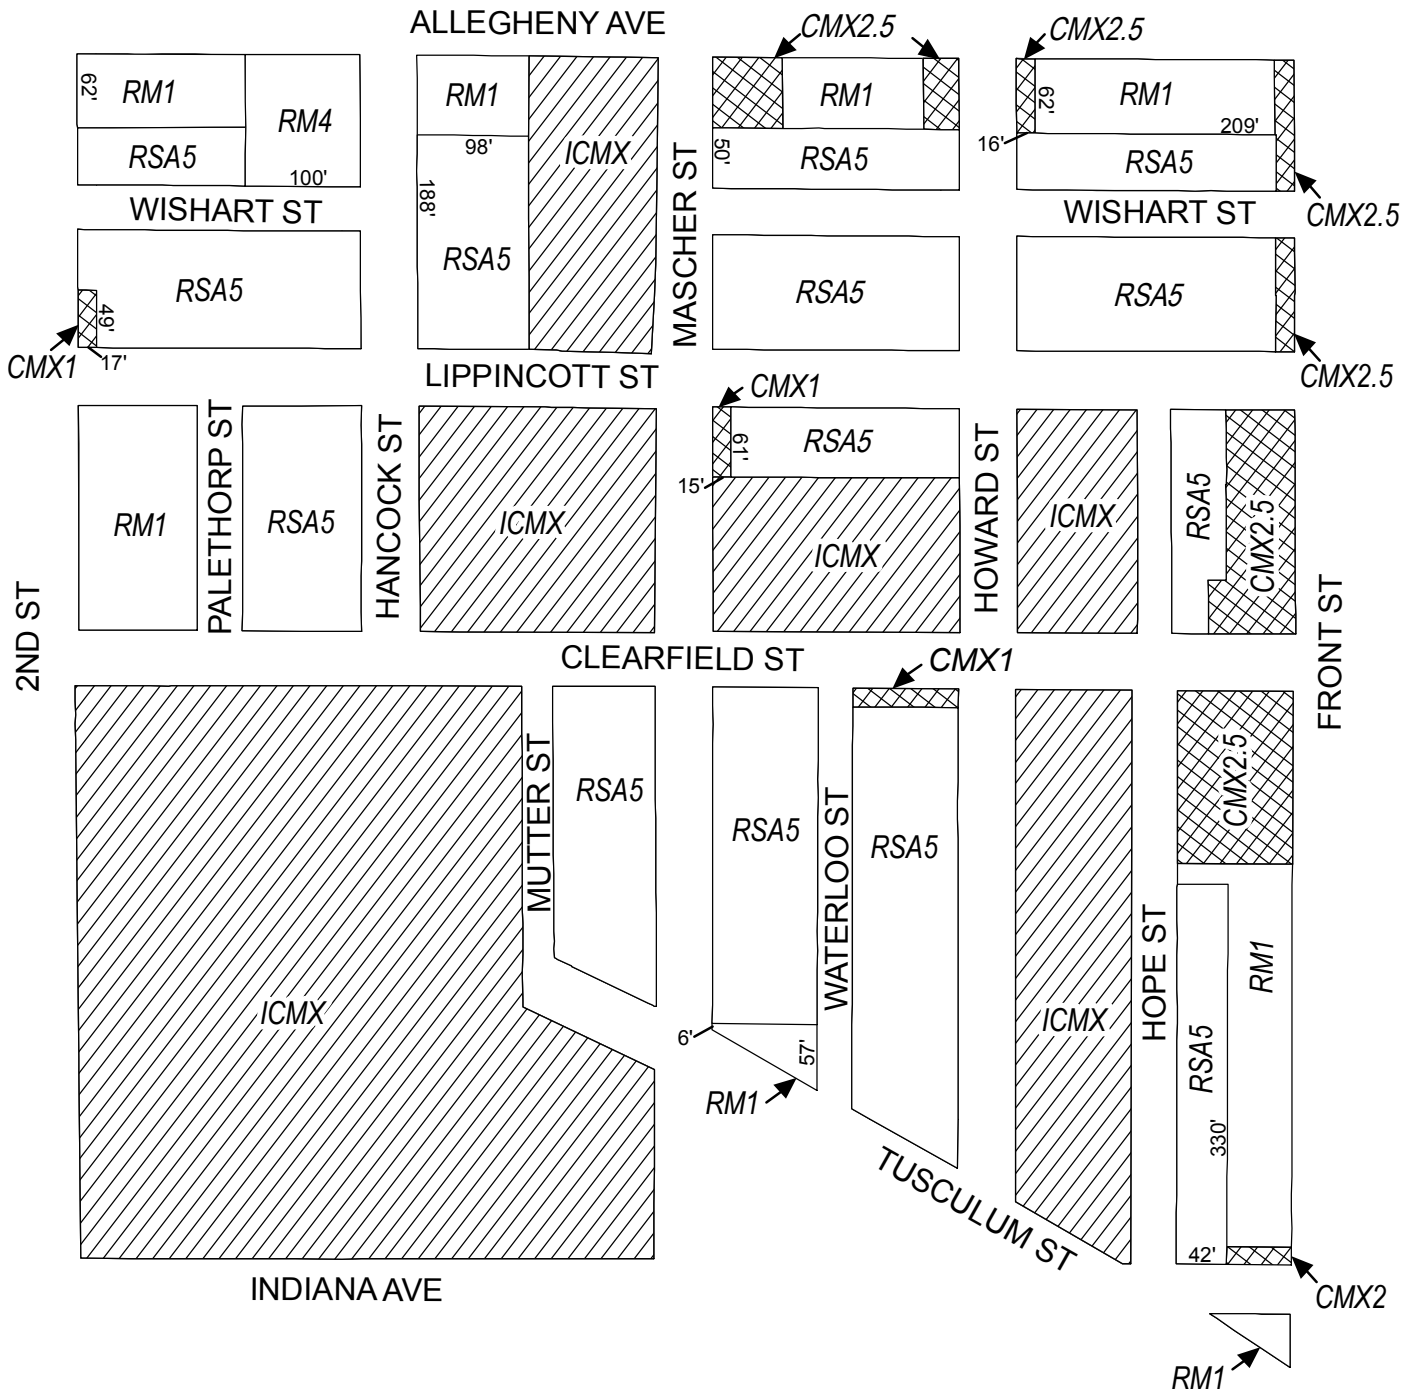 ALLEGHENY AVE
CMX2.5
CMX2.5
62'
RM1
RM4
RSA5
100'
RM1
98'
188'
RSA5
ICMX
MASCHER ST
RM1
50'
RSA5
62'
16'
RM1
209'
RSA5
WISHART ST
WISHART ST
CMX2.5
RSA5
49'
17'
CMX1
RSA5
RSA5
CMX2.5
LIPPINCOTT ST
CMX1
RM1
PALETHORP ST
RSA5
HANCOCK ST
ICMX
61'
15'
RSA5
ICMX
HOWARD ST
ICMX
RSA5
CMX2.5
2ND ST
FRONT ST
CLEARFIELD ST
CMX1
ICMX
MUTTER ST
RSA5
RSA5
6'
57'
RM1
WATERLOO ST
RSA5
TUSCULUM ST
ICMX
HOPE ST
CMX2.5
RM1
RSA5
330'
42'
CMX2
INDIANA AVE
RM1